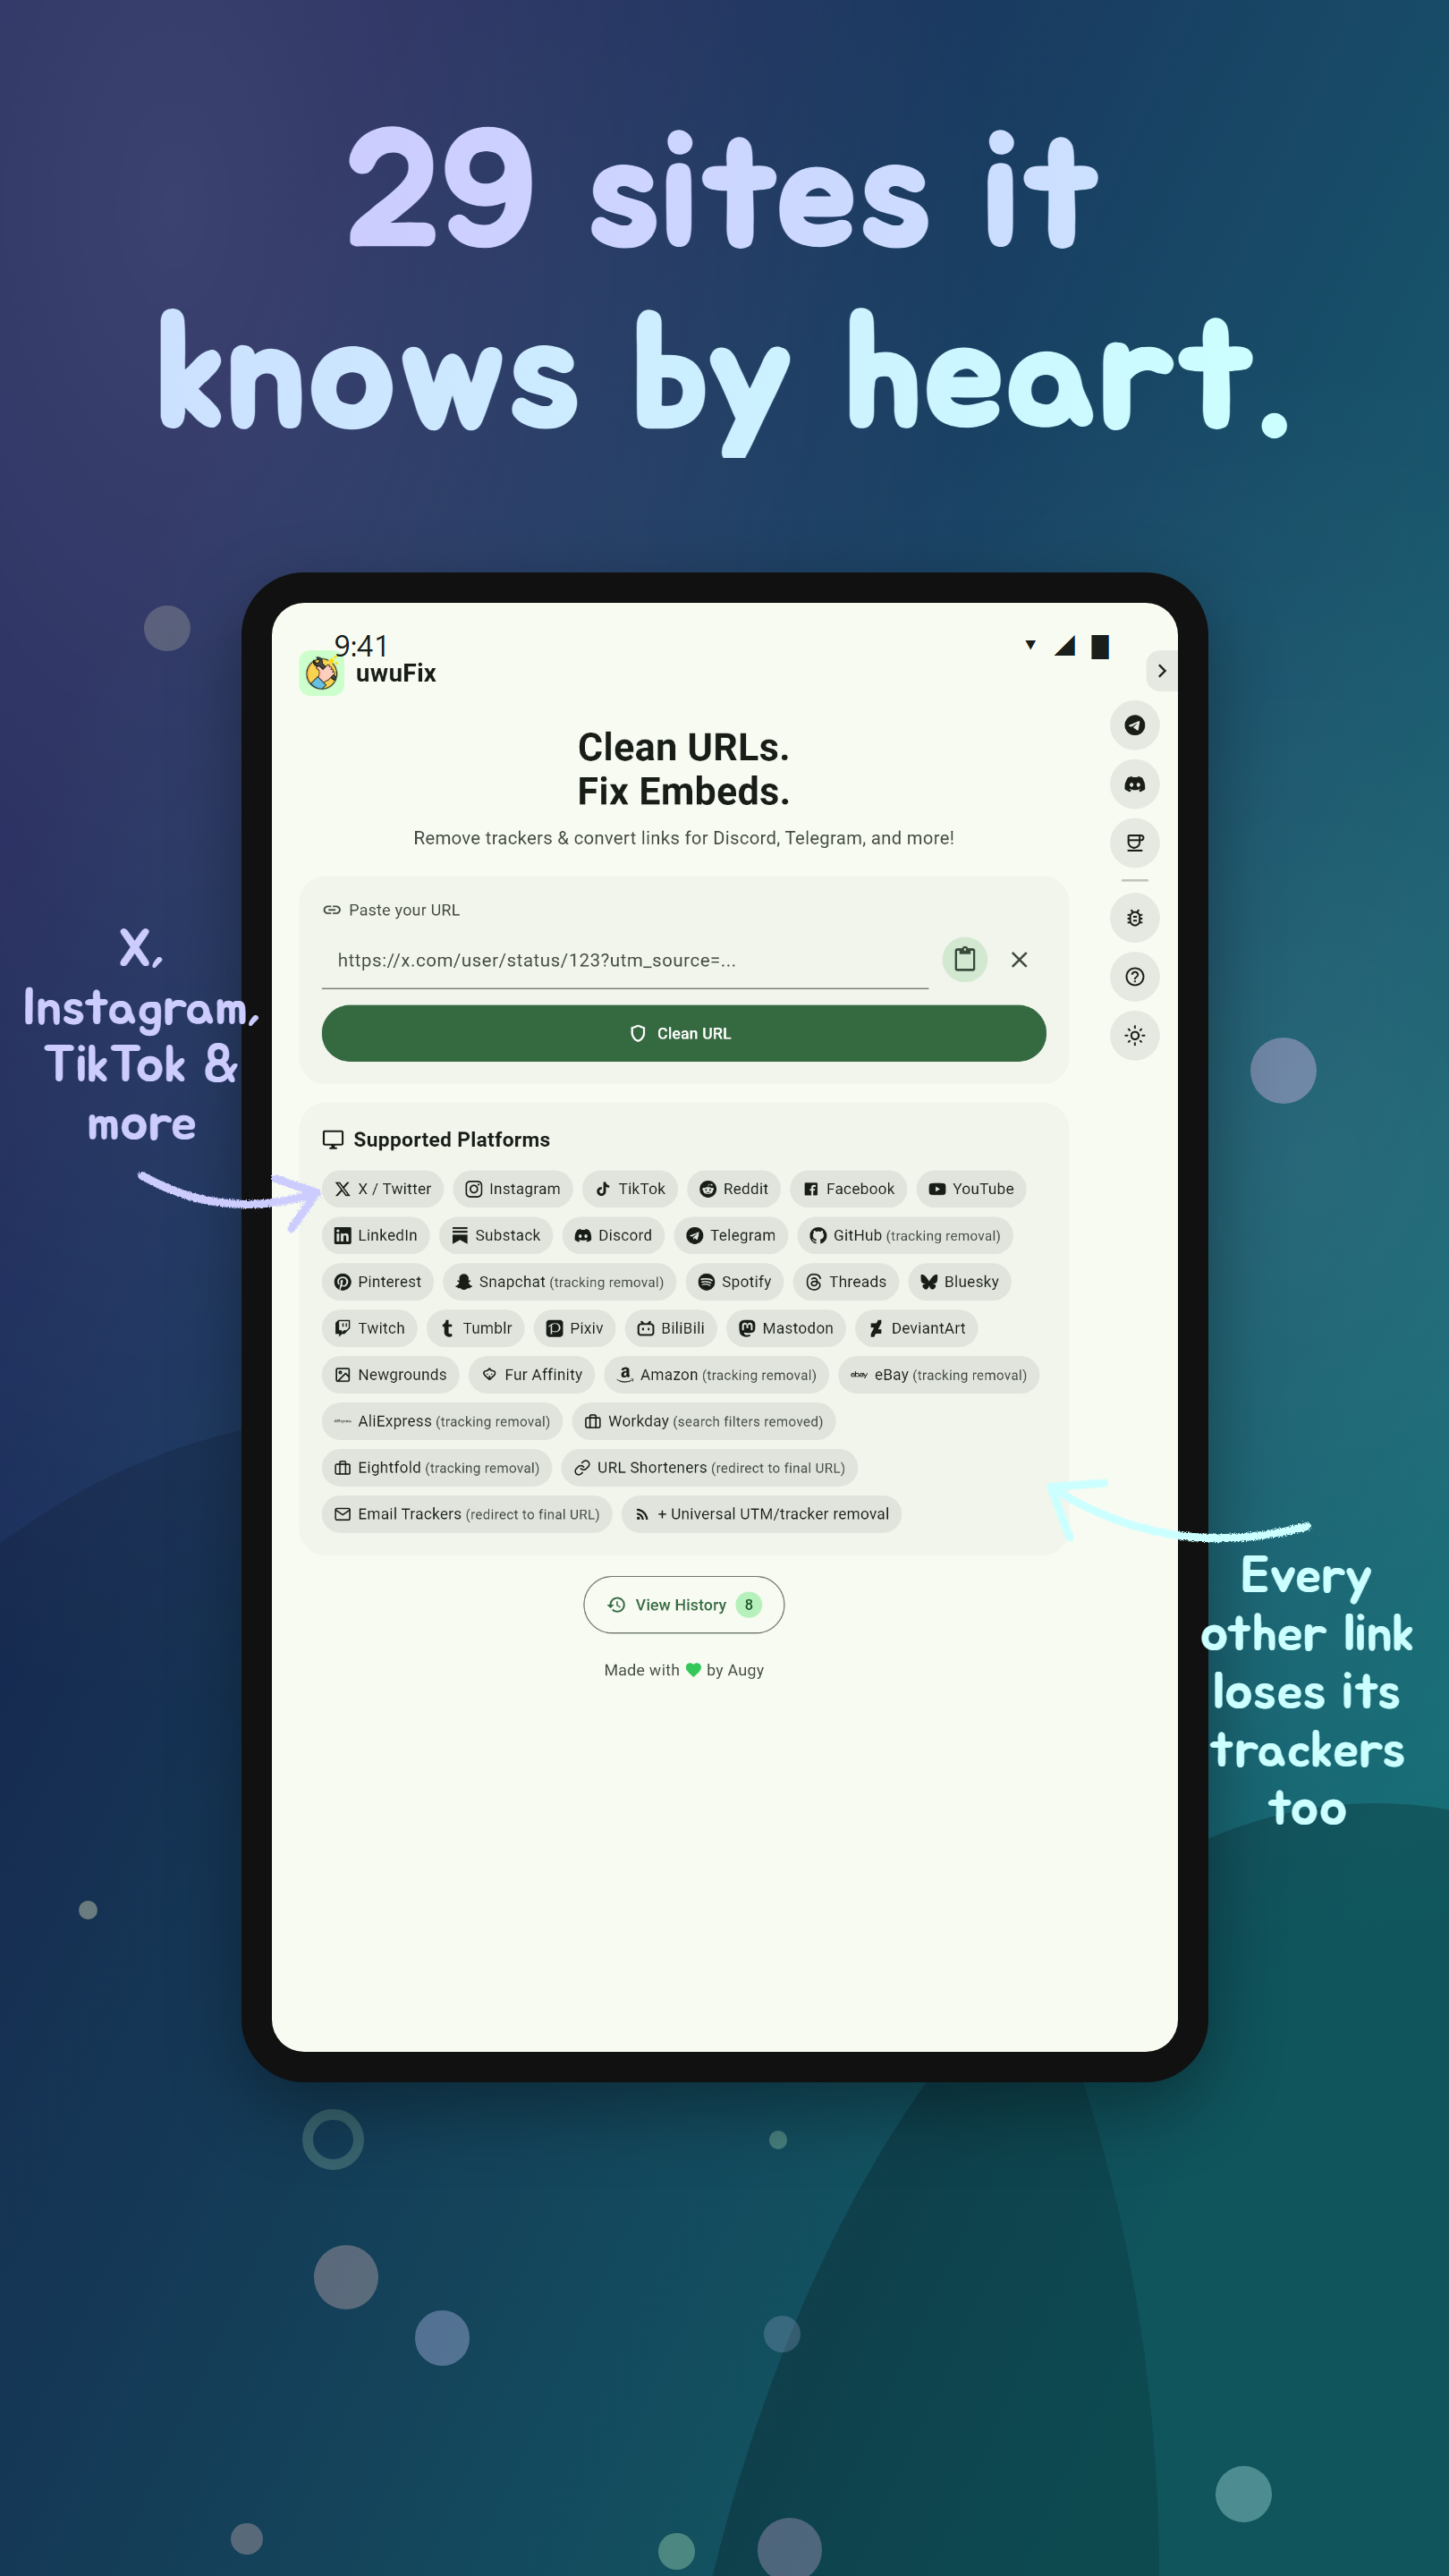 29 sites it
knows by heart.
9:41
uwuFix
Clean URLs.
Fix Embeds.
Remove trackers & convert links for Discord, Telegram, and more!
Paste your URL
https://x.com/user/status/123?utm_source=...
Clean URL
X,
Instagram,
TikTok &
more
Supported Platforms
X / Twitter Instagram TikTok Reddit Facebook YouTube
LinkedIn Substack Discord Telegram GitHub (tracking removal)
Pinterest Snapchat (tracking removal) Spotify Threads Bluesky
Twitch Tumblr Pixiv BiliBili Mastodon DeviantArt
Newgrounds Fur Affinity Amazon (tracking removal) ebay eBay (tracking removal)
AliExpress (tracking removal) Workday (search filters removed)
Eightfold (tracking removal) URL Shorteners (redirect to final URL)
Email Trackers (redirect to final URL) + Universal UTM/tracker removal
Every
other link
loses its
trackers
too
View History 8
Made with 💚 by Augy